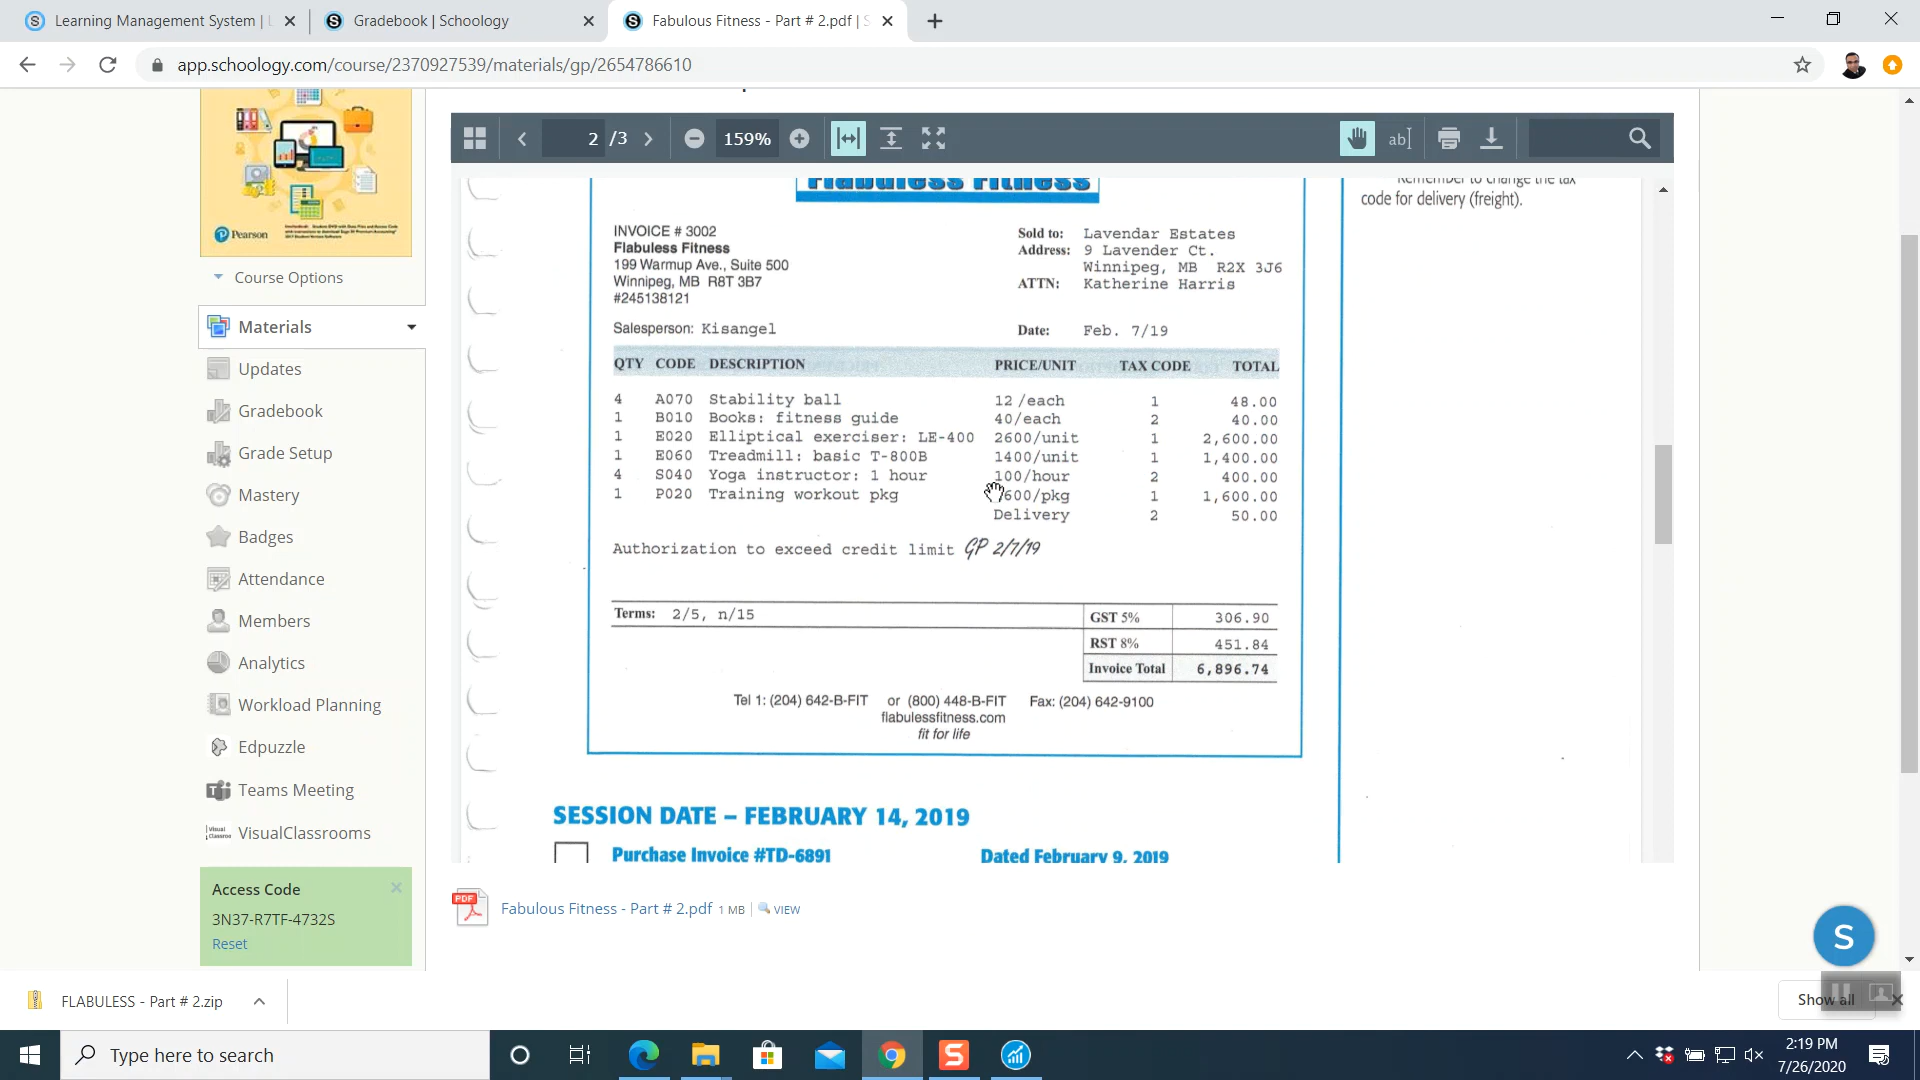 Learning Management System |
Gradebook | Schoology
Fabulous Fitness - Part # 2.pdf |
app.schoology.com/course/2370927539/materials/gp/2654786610
2 /3
159%
ab
Pearson
Course Options
Materials
Updates
Gradebook
Grade Setup
Mastery
Badges
Attendance
Members
Analytics
Workload Planning
Edpuzzle
Teams Meeting
VisualClassrooms
Access Code
3N37-R7TF-4732S
Reset
Flabuless Fitness
Remember to change the tax
code for delivery (freight).
INVOICE # 3002
Flabuless Fitness
199 Warmup Ave., Suite 500
Winnipeg, MB R8T 3B7
#245138121
Sold to: Lavendar Estates
Address: 9 Lavender Ct.
Winnipeg, MB R2X 3J6
ATTN: Katherine Harris
Salesperson: Kisangel
Date: Feb. 7/19
QTY CODE DESCRIPTION PRICE/UNIT TAX CODE TOTAL
4 A070 Stability ball 12 /each 1 48.00
1 B010 Books: fitness guide 40/each 2 40.00
1 E020 Elliptical exerciser: LE-400 2600/unit 1 2,600.00
1 E060 Treadmill: basic T-800B 1400/unit 1 1,400.00
4 S040 Yoga instructor: 1 hour 100/hour 2 400.00
1 P020 Training workout pkg 600/pkg 1 1,600.00
Delivery 2 50.00
Authorization to exceed credit limit GP 2/7/19
Terms: 2/5, n/15
GST 5% 306.90
RST 8% 451.84
Invoice Total 6,896.74
Tel 1: (204) 642-B-FIT or (800) 448-B-FIT Fax: (204) 642-9100
flabulessfitness.com
fit for life
SESSION DATE – FEBRUARY 14, 2019
Purchase Invoice #TD-6891 Dated February 9, 2019
Fabulous Fitness - Part # 2.pdf 1 MB VIEW
S
FLABULESS - Part # 2.zip
Show all
Type here to search
2:19 PM
7/26/2020